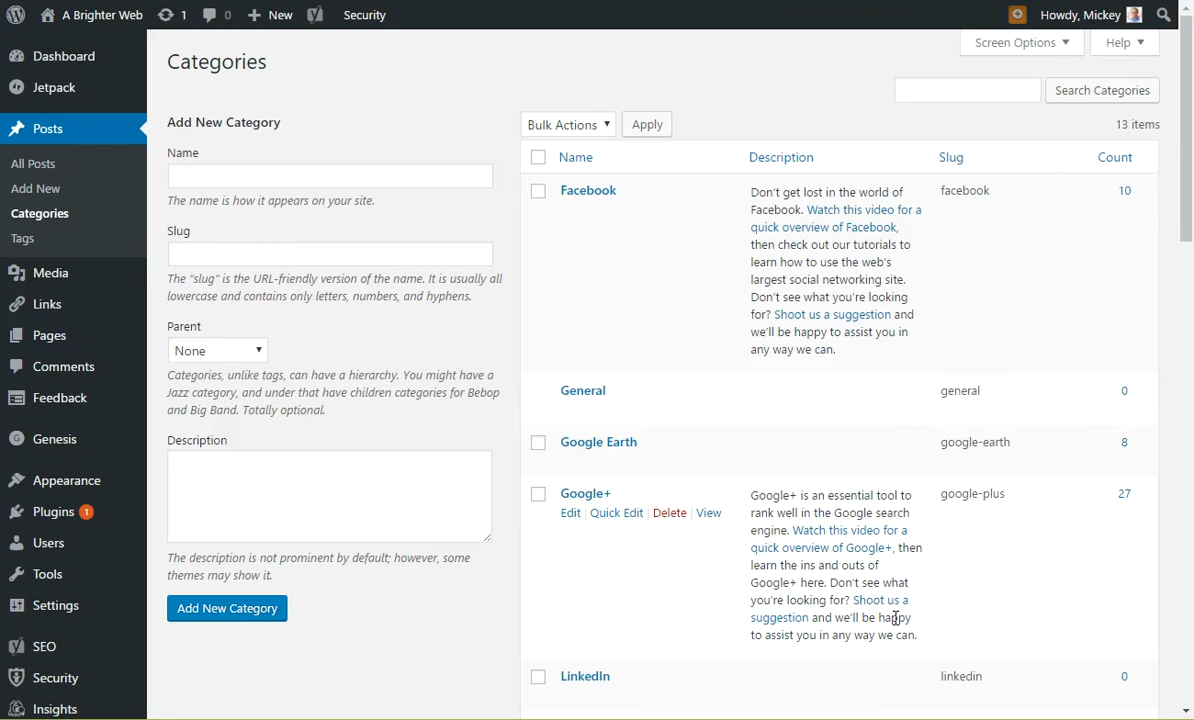 A Brighter Web 1 0 New Security Howdy, Mickey
Dashboard
Jetpack
Posts
All Posts
Add New
Categories
Tags
Media
Links
Pages
Comments
Feedback
Genesis
Appearance
Plugins 1
Users
Tools
Settings
SEO
Security
Insights
Screen Options Help
Categories
Search Categories
Add New Category
Name
The name is how it appears on your site.
Slug
The "slug" is the URL-friendly version of the name. It is usually all
lowercase and contains only letters, numbers, and hyphens.
Parent
None
Categories, unlike tags, can have a hierarchy. You might have a
Jazz category, and under that have children categories for Bebop
and Big Band. Totally optional.
Description
The description is not prominent by default; however, some
themes may show it.
Add New Category
Bulk Actions Apply 13 items
Name Description Slug Count
Facebook
Don't get lost in the world of
Facebook. Watch this video for a
quick overview of Facebook,
then check out our tutorials to
learn how to use the web's
largest social networking site.
Don't see what you're looking
for? Shoot us a suggestion and
we'll be happy to assist you in
any way we can.
facebook 10
General general 0
Google Earth google-earth 8
Google+
Edit | Quick Edit | Delete | View
Google+ is an essential tool to
rank well in the Google search
engine. Watch this video for a
quick overview of Google+, then
learn the ins and outs of
Google+ here. Don't see what
you're looking for? Shoot us a
suggestion and we'll be happy
to assist you in any way we can.
google-plus 27
LinkedIn linkedin 0